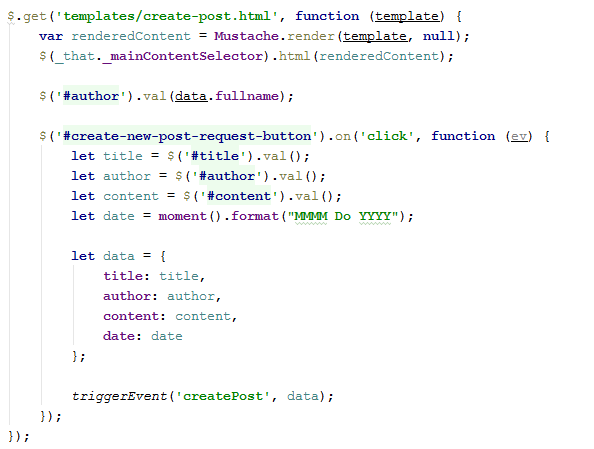 $.get('templates/create-post.html', function (template) {
    var renderedContent = Mustache.render(template, null);
    $(_that._mainContentSelector).html(renderedContent);

    $('#author').val(data.fullname);

    $('#create-new-post-request-button').on('click', function (ev) {
        let title = $('#title').val();
        let author = $('#author').val();
        let content = $('#content').val();
        let date = moment().format("MMMM Do YYYY");

        let data = {
            title: title,
            author: author,
            content: content,
            date: date
        };

        triggerEvent('createPost', data);
    });
});